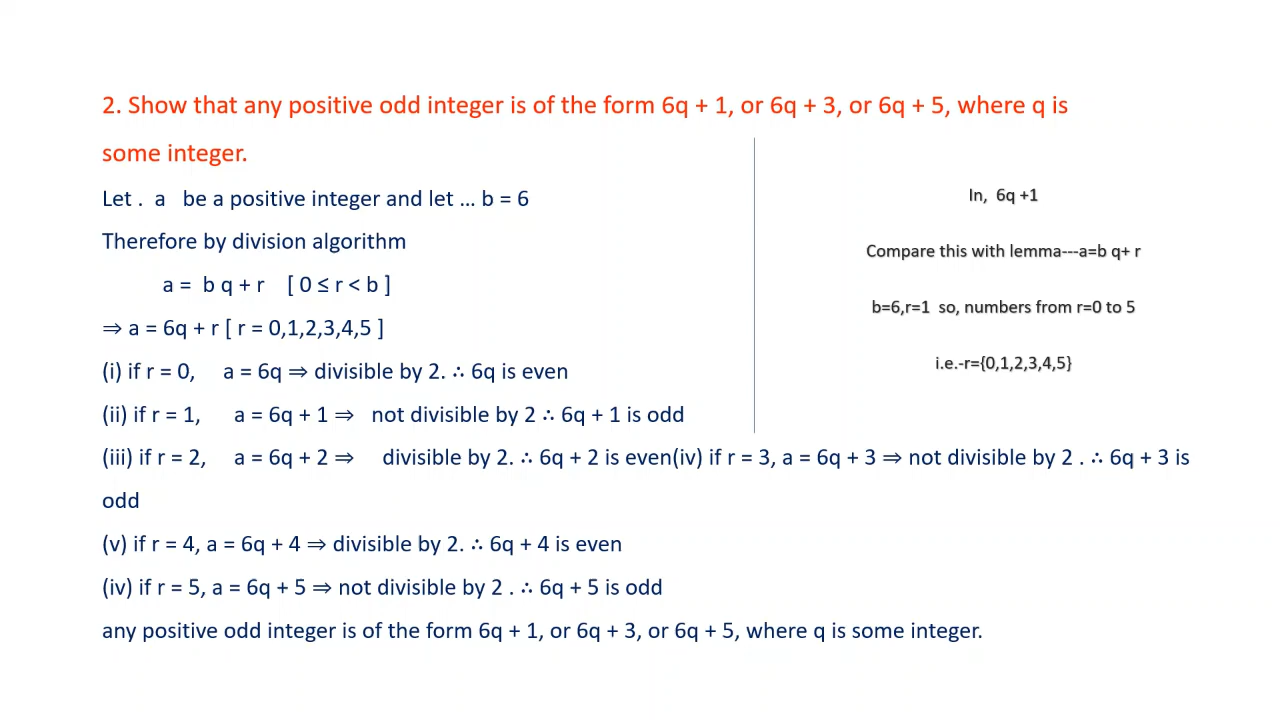 2. Show that any positive odd integer is of the form 6q + 1, or 6q + 3, or 6q + 5, where q is
some integer.
Let . a be a positive integer and let … b = 6
Therefore by division algorithm
a = b q + r [ 0 ≤ r < b ]
⇒ a = 6q + r [ r = 0,1,2,3,4,5 ]
(i) if r = 0, a = 6q ⇒ divisible by 2. ∴ 6q is even
(ii) if r = 1, a = 6q + 1 ⇒ not divisible by 2 ∴ 6q + 1 is odd
(iii) if r = 2, a = 6q + 2 ⇒ divisible by 2. ∴ 6q + 2 is even(iv) if r = 3, a = 6q + 3 ⇒ not divisible by 2 . ∴ 6q + 3 is
odd
(v) if r = 4, a = 6q + 4 ⇒ divisible by 2. ∴ 6q + 4 is even
(iv) if r = 5, a = 6q + 5 ⇒ not divisible by 2 . ∴ 6q + 5 is odd
any positive odd integer is of the form 6q + 1, or 6q + 3, or 6q + 5, where q is some integer.
In, 6q +1
Compare this with lemma---a=b q+ r
b=6,r=1 so, numbers from r=0 to 5
i.e.-r={0,1,2,3,4,5}